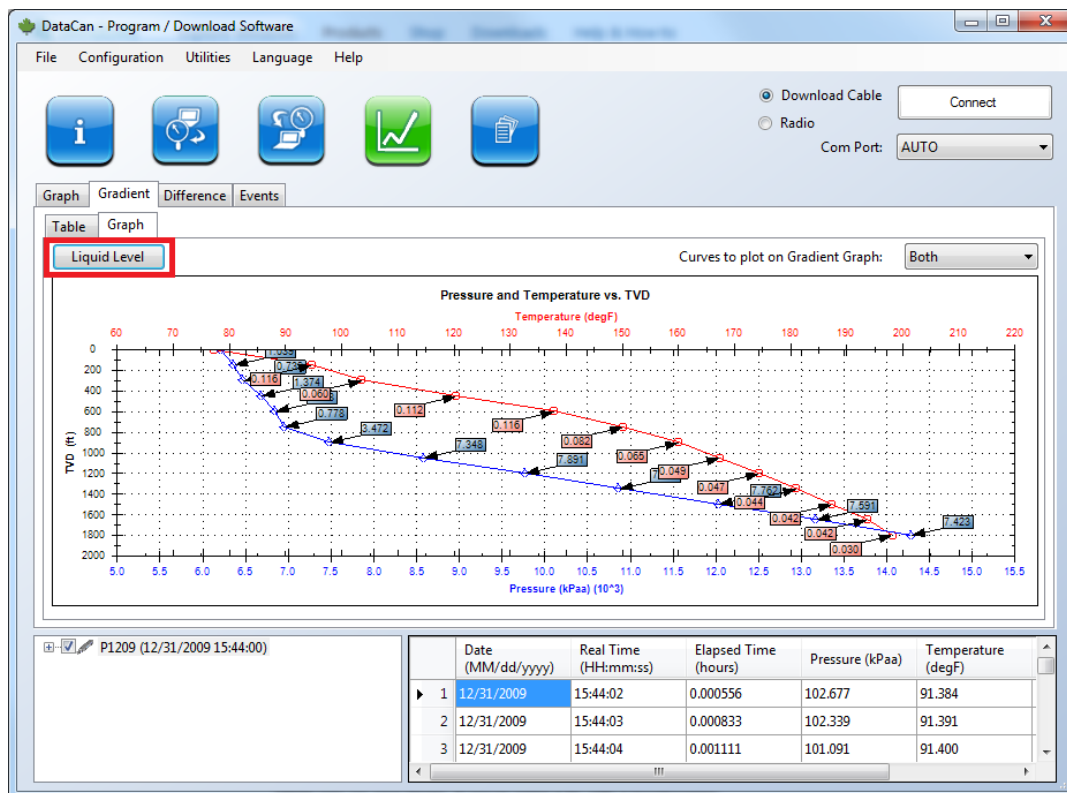 DataCan - Program / Download Software
File Configuration Utilities Language Help
Download Cable
Radio
Connect
Com Port: AUTO
Graph Gradient Difference Events
Table Graph
Liquid Level
Curves to plot on Gradient Graph: Both
Pressure and Temperature vs. TVD
Temperature (degF)
60 70 80 90 100 110 120 130 140 150 160 170 180 190 200 210 220
TVD (ft)
0
200
400
600
800
1000
1200
1400
1600
1800
2000
0.116
1.374
0.060
0.778
0.112
3.472
0.116
7.348
0.082
7.891
0.065
0.049
0.047
7.762
0.044
7.591
0.042
7.423
0.042
0.030
5.0 5.5 6.0 6.5 7.0 7.5 8.0 8.5 9.0 9.5 10.0 10.5 11.0 11.5 12.0 12.5 13.0 13.5 14.0 14.5 15.0 15.5
Pressure (kPaa) (10^3)
P1209 (12/31/2009 15:44:00)
Date (MM/dd/yyyy) Real Time (HH:mm:ss) Elapsed Time (hours) Pressure (kPaa) Temperature (degF)
1 12/31/2009 15:44:02 0.000556 102.677 91.384
2 12/31/2009 15:44:03 0.000833 102.339 91.391
3 12/31/2009 15:44:04 0.001111 101.091 91.400